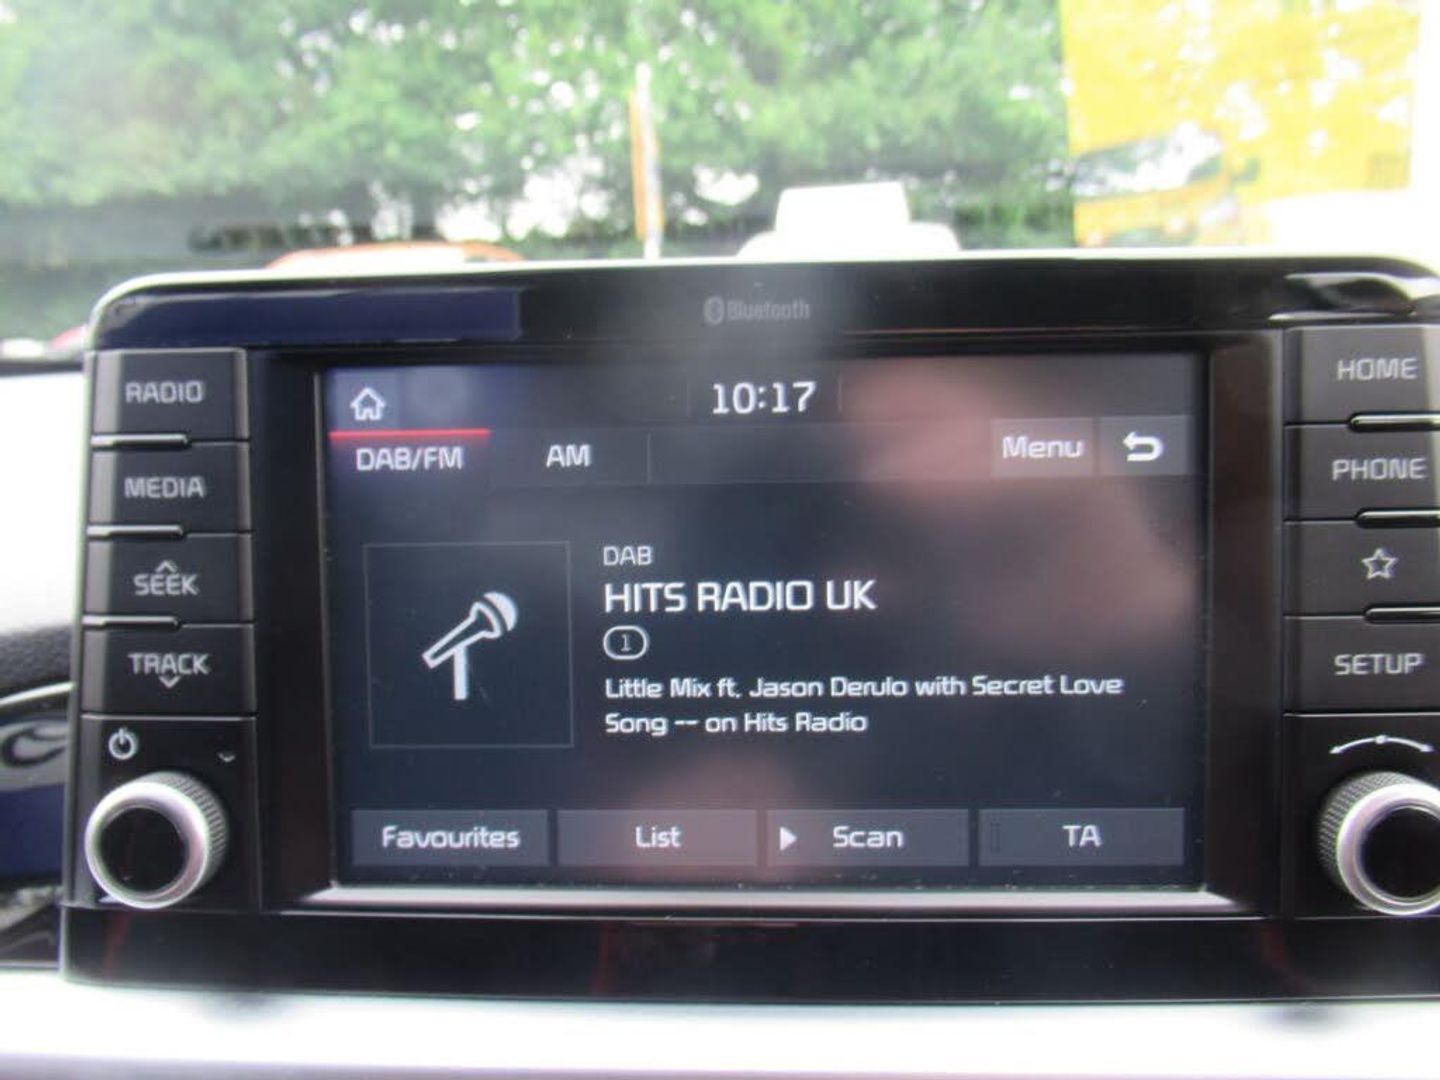 Bluetooth
RADIO
MEDIA
SEEK
TRACK
10:17
DAB/FM AM Menu
DAB
HITS RADIO UK
1
Little Mix ft. Jason Derulo with Secret Love
Song -- on Hits Radio
Favourites List Scan TA
HOME
PHONE
SETUP